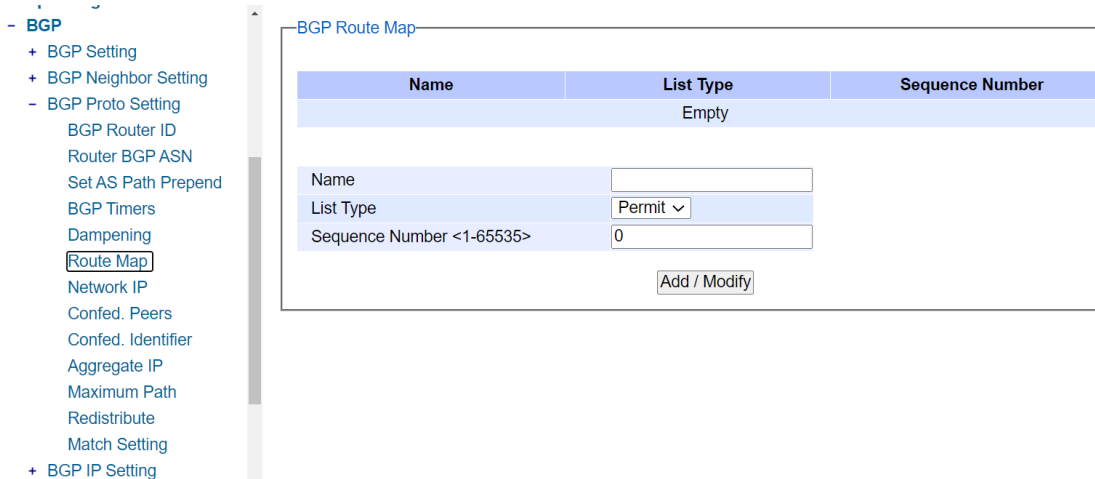 BGP
BGP Setting
BGP Neighbor Setting
BGP Proto Setting
BGP Router ID
Router BGP ASN
Set AS Path Prepend
BGP Timers
Dampening
Route Map
Network IP
Confed. Peers
Confed. Identifier
Aggregate IP
Maximum Path
Redistribute
Match Setting
BGP IP Setting
BGP Route Map
Name List Type Sequence Number
Empty
Name
List Type Permit
Sequence Number <1-65535> 0
Add / Modify